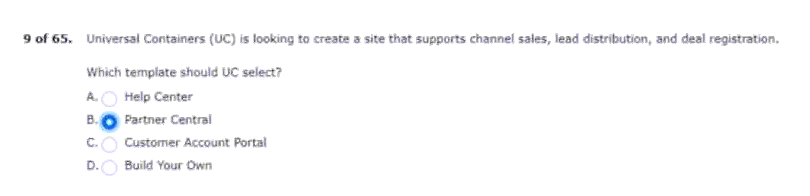 9 of 65. Universal Containers (UC) is looking to create a site that supports channel sales, lead distribution, and deal registration.
Which template should UC select?
A. Help Center
B. Partner Central
C. Customer Account Portal
D. Build Your Own